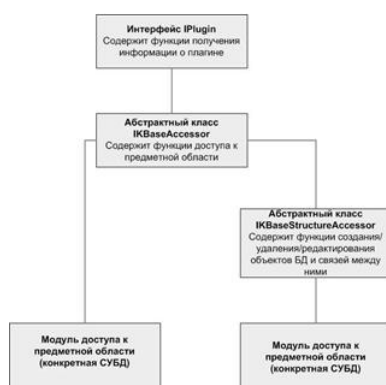 Интерфейс IPlugin
Содержит функции получения
информации о плагине
Абстрактный класс
IKBaseAccessor
Содержит функции доступа к
предметной области
Абстрактный класс
IKBaseStructureAccessor
Содержит функции создания/
удаления/редактирования
объектов БД и связей между
ними
Модуль доступа к
предметной области
(конкретная СУБД)
Модуль доступа к
предметной области
(конкретная СУБД)